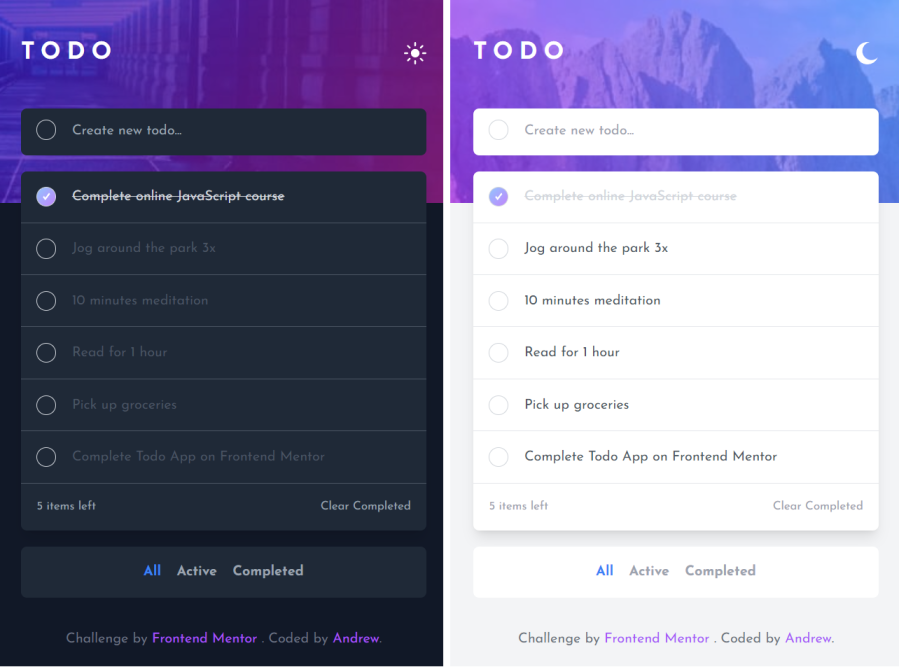 TODO
Create new todo...
Complete online JavaScript course
Jog around the park 3x
10 minutes meditation
Read for 1 hour
Pick up groceries
Complete Todo App on Frontend Mentor
5 items left Clear Completed
All Active Completed
Challenge by Frontend Mentor . Coded by Andrew.
TODO
Create new todo...
Complete online JavaScript course
Jog around the park 3x
10 minutes meditation
Read for 1 hour
Pick up groceries
Complete Todo App on Frontend Mentor
5 items left Clear Completed
All Active Completed
Challenge by Frontend Mentor . Coded by Andrew.